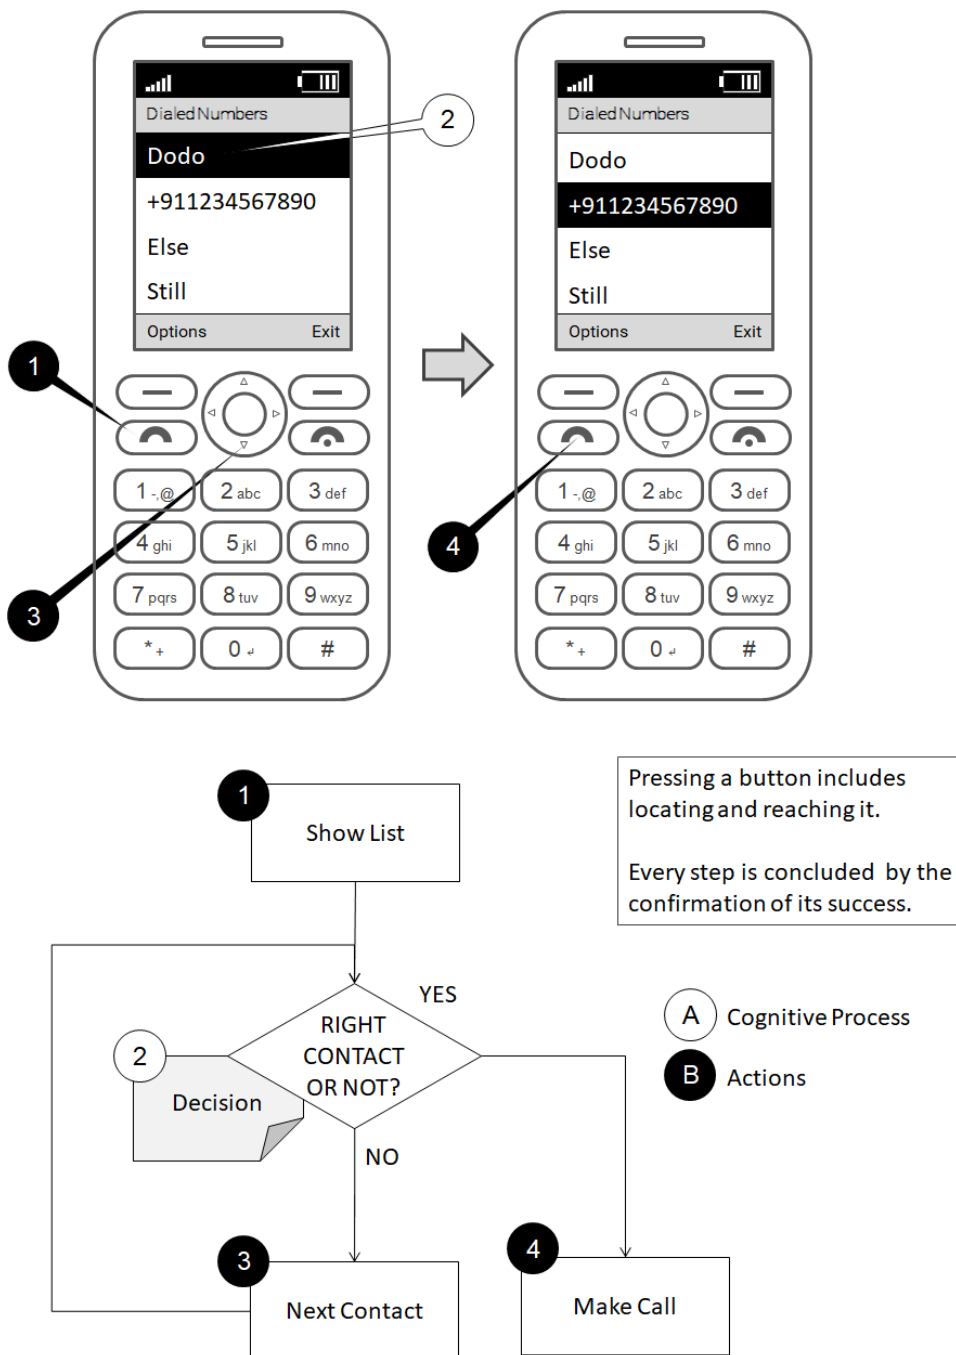 Dialed Numbers
Dodo
+911234567890
Else
Still
Options Exit
2
1
3
1 -,@ 2 abc 3 def
4 ghi 5 jkl 6 mno
7 pqrs 8 tuv 9 wxyz
* + 0 ↲ #
Dialed Numbers
Dodo
+911234567890
Else
Still
Options Exit
4
1 -,@ 2 abc 3 def
4 ghi 5 jkl 6 mno
7 pqrs 8 tuv 9 wxyz
* + 0 ↲ #
1
Show List
Pressing a button includes
locating and reaching it.
Every step is concluded by the
confirmation of its success.
YES
RIGHT
CONTACT
OR NOT?
2
Decision
NO
A Cognitive Process
B Actions
3
Next Contact
4
Make Call